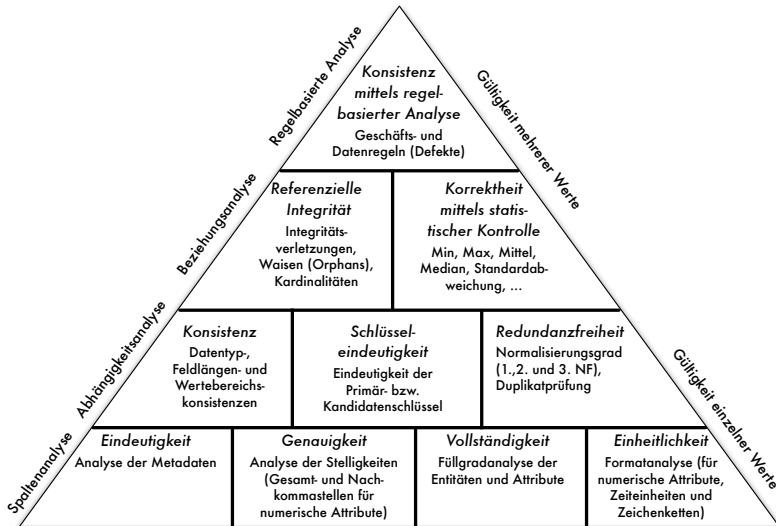 Konsistenz
mittels regel-
basierter Analyse
Geschäfts- und
Datenregeln (Defekte)
Regelbasierte Analyse
Gültigkeit mehrerer Werte
Referenzielle
Integrität
Integritäts-
verletzungen,
Waisen (Orphans),
Kardinalitäten
Korrektheit
mittels statis-
tischer Kontrolle
Min, Max, Mittel,
Median, Standardab-
weichung, ...
Beziehungsanalyse
Konsistenz
Datentyp-,
Feldlängen- und
Wertebereichs-
konsistenzen
Schlüssel-
eindeutigkeit
Eindeutigkeit der
Primär- bzw.
Kandidatenschlüssel
Redundanzfreiheit
Normalisierungsgrad
(1.,2. und 3. NF),
Duplikatprüfung
Abhängigkeitsanalyse
Gültigkeit einzelner Werte
Eindeutigkeit
Analyse der Metadaten
Genauigkeit
Analyse der Stelligkeiten
(Gesamt- und Nach-
kommastellen für
numerische Attribute)
Vollständigkeit
Füllgradanalyse der
Entitäten und Attribute
Einheitlichkeit
Formatanalyse (für
numerische Attribute,
Zeiteinheiten und
Zeichenketten)
Spaltenanalyse